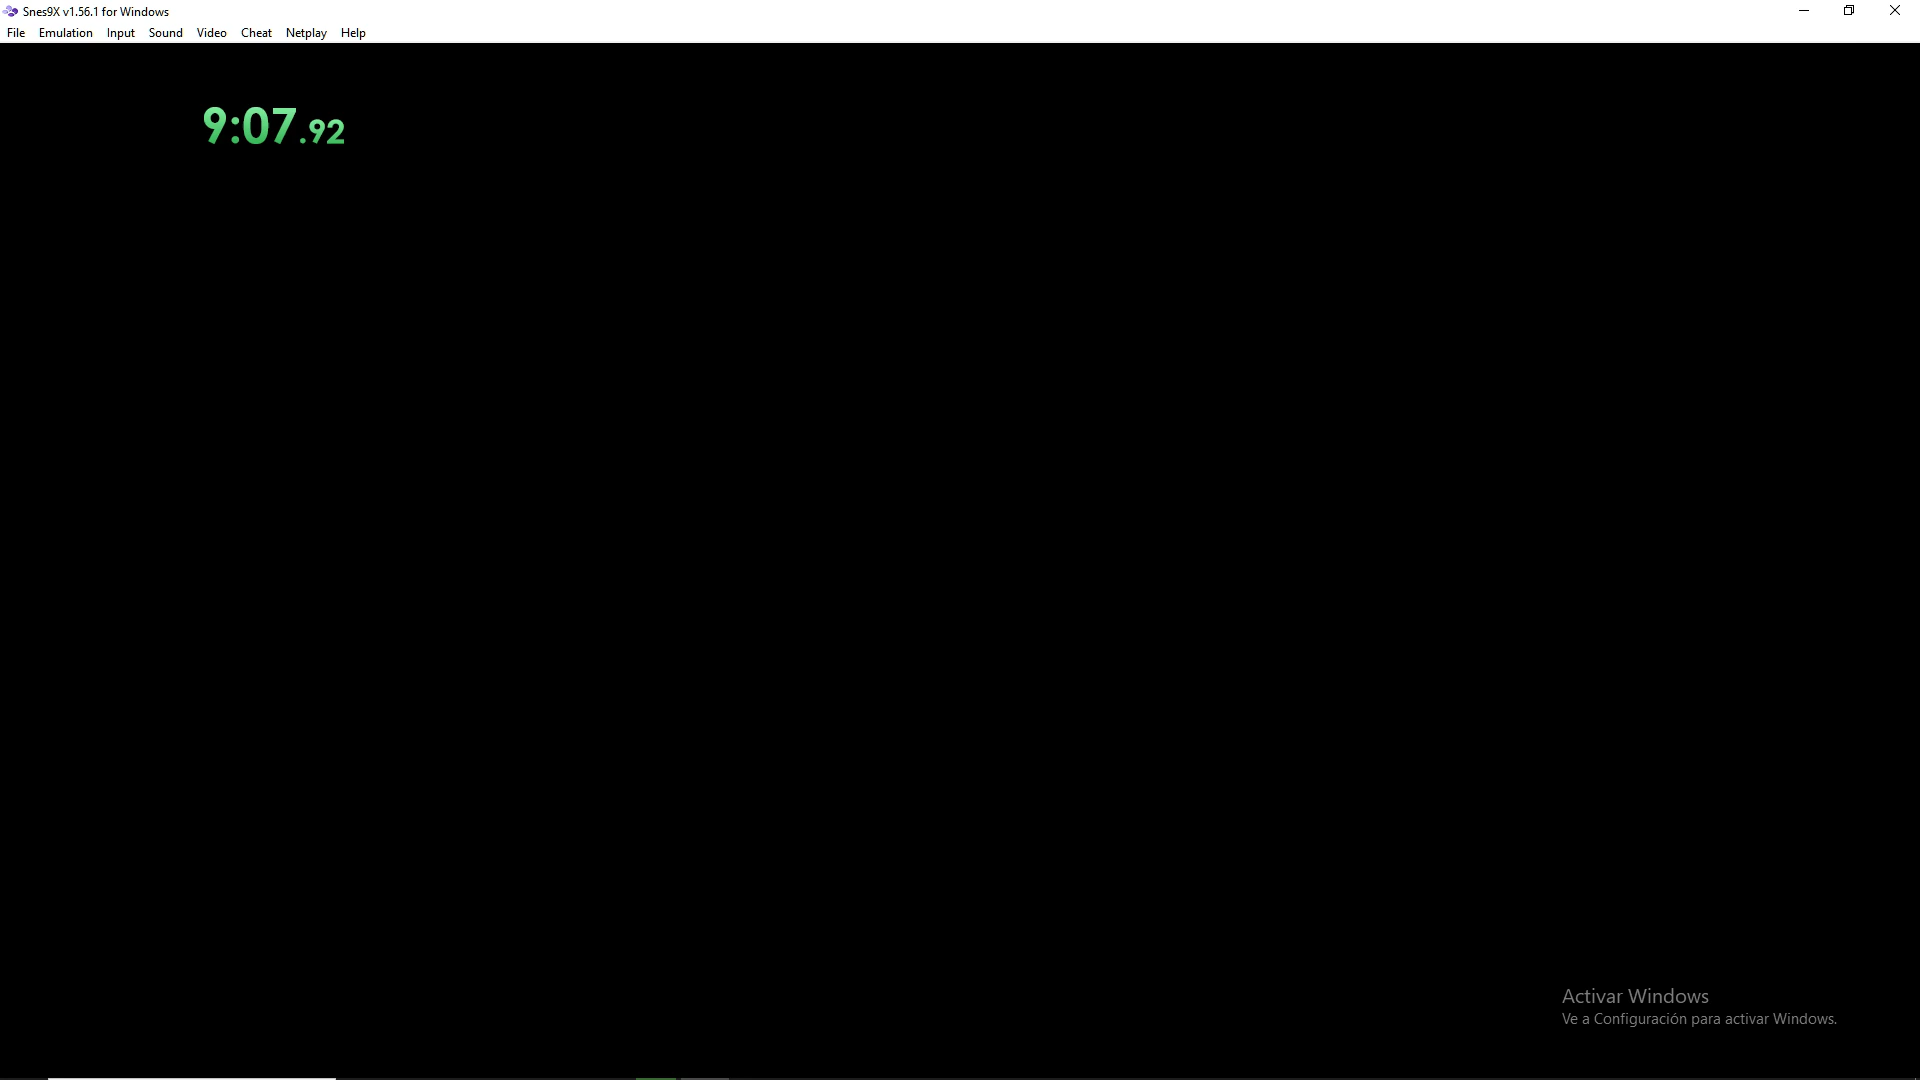 Snes9X v1.56.1 for Windows
File Emulation Input Sound Video Cheat Netplay Help
9:07.92
Activar Windows
Ve a Configuración para activar Windows.